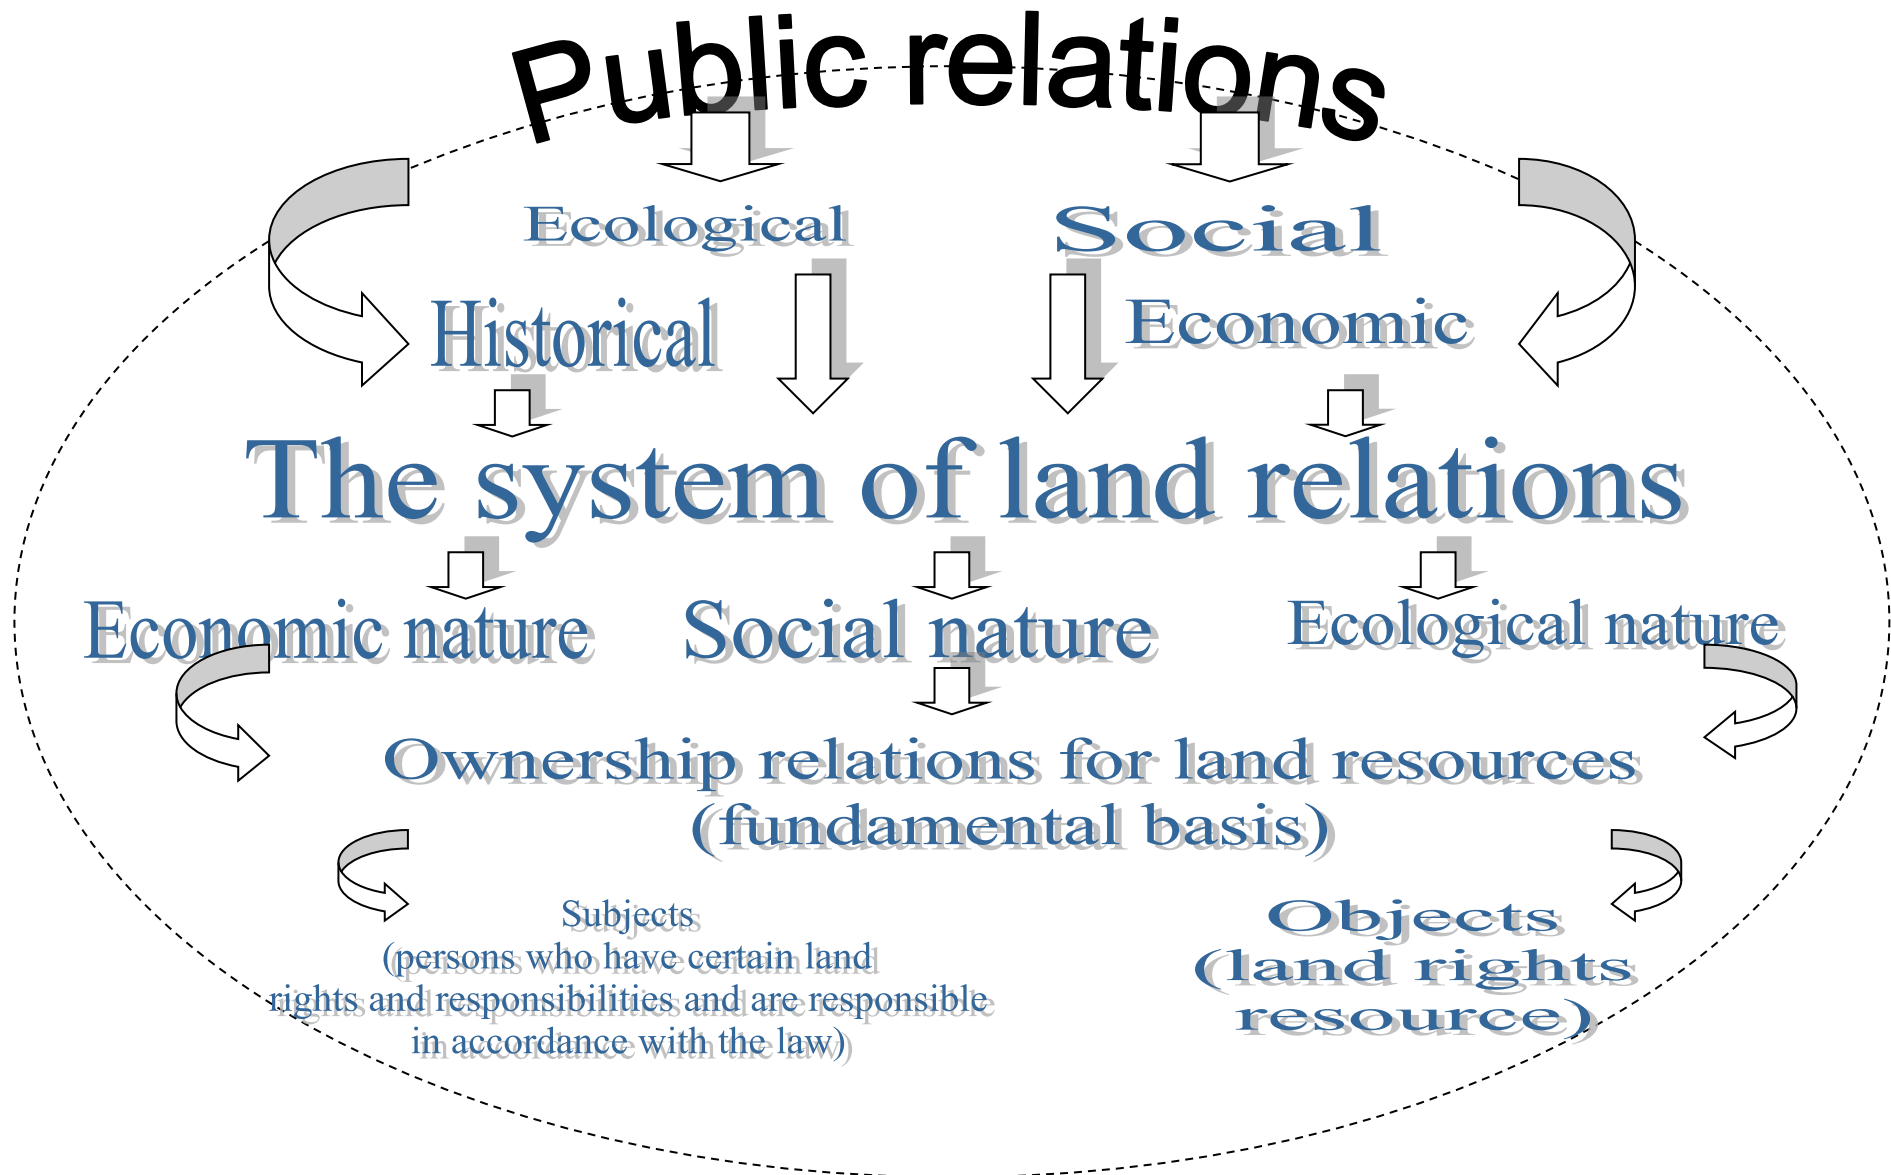 Public relations
Ecological
Social
Historical
Economic
The system of land relations
Economic nature
Social nature
Ecological nature
Ownership relations for land resources
(fundamental basis)
Subjects
(persons who have certain land
rights and responsibilities and are responsible
in accordance with the law)
Objects
(land rights
resource)